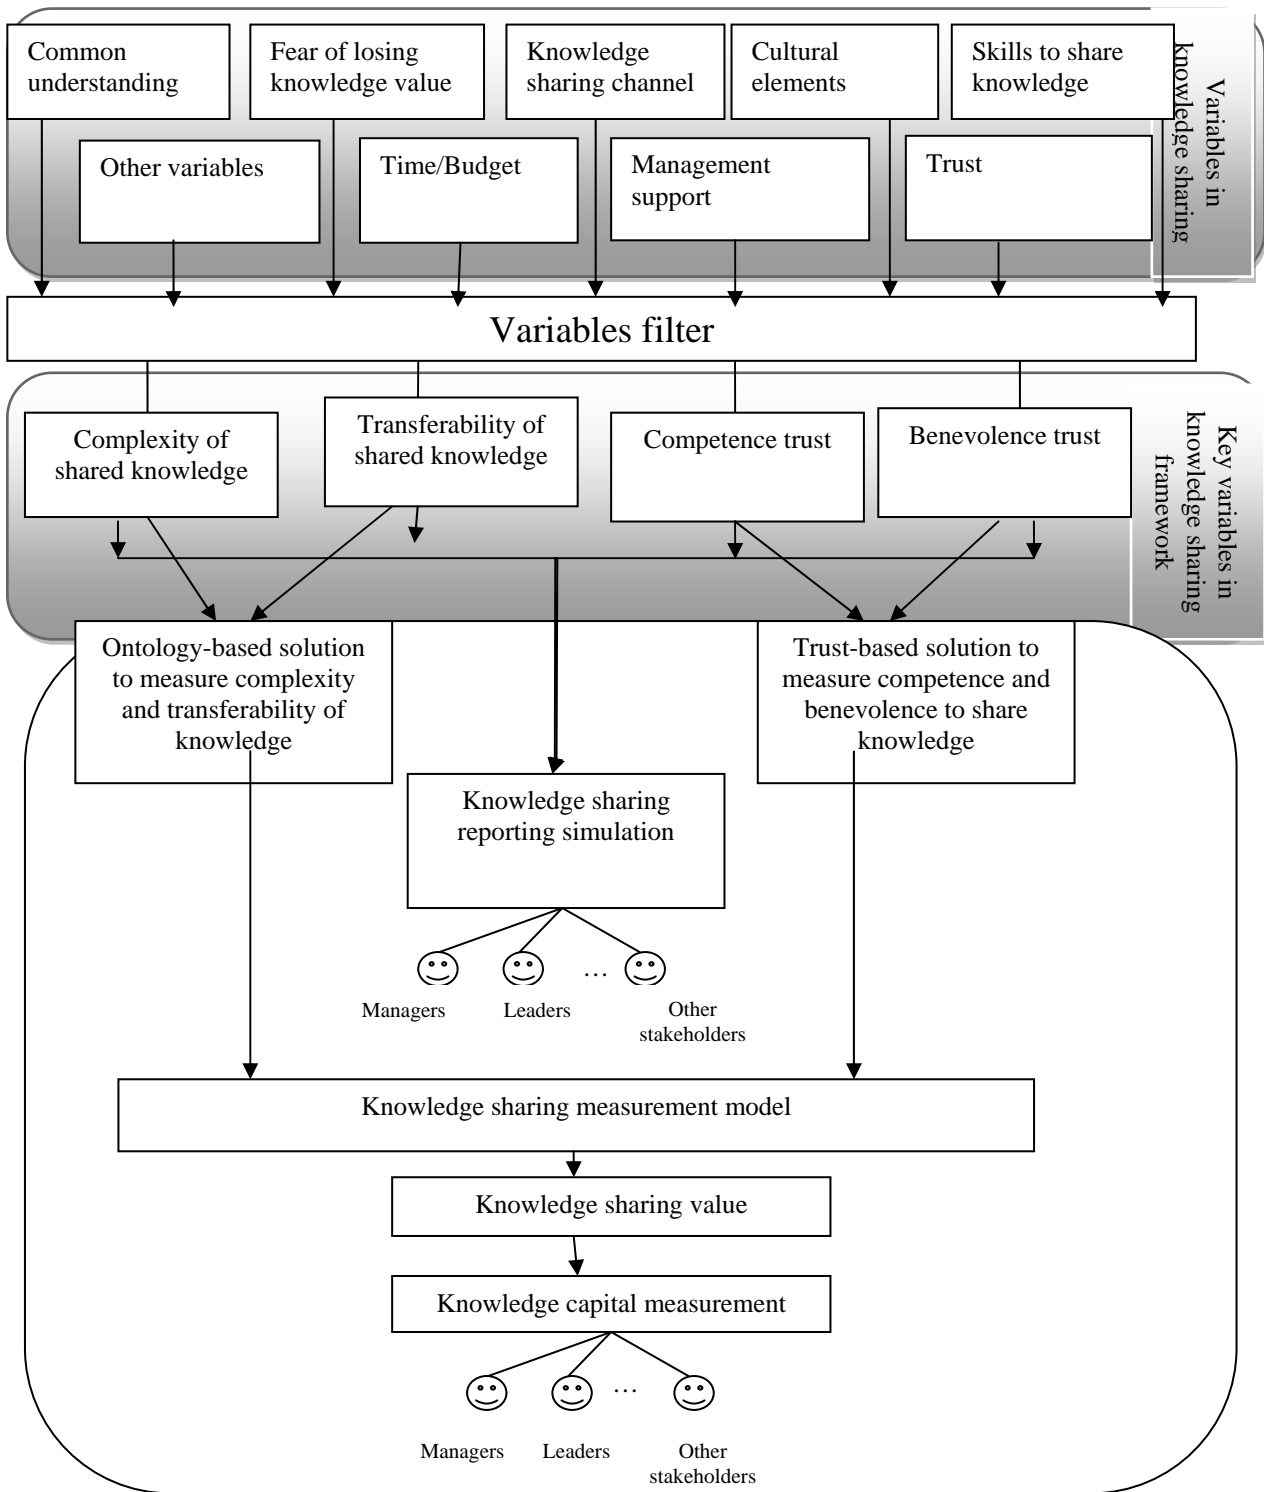 Common
understanding
Fear of losing
knowledge value
Knowledge
sharing channel
Cultural
elements
Skills to share
knowledge
Variables in
knowledge sharing
Other variables
Time/Budget
Management
support
Trust
Variables filter
Complexity of
shared knowledge
Transferability of
shared knowledge
Competence trust
Benevolence trust
Key variables in
knowledge sharing
framework
Ontology-based solution
to measure complexity
and transferability of
knowledge
Trust-based solution to
measure competence and
benevolence to share
knowledge
Knowledge sharing
reporting simulation
...
Managers
Leaders
Other
stakeholders
Knowledge sharing measurement model
Knowledge sharing value
Knowledge capital measurement
...
Managers
Leaders
Other
stakeholders